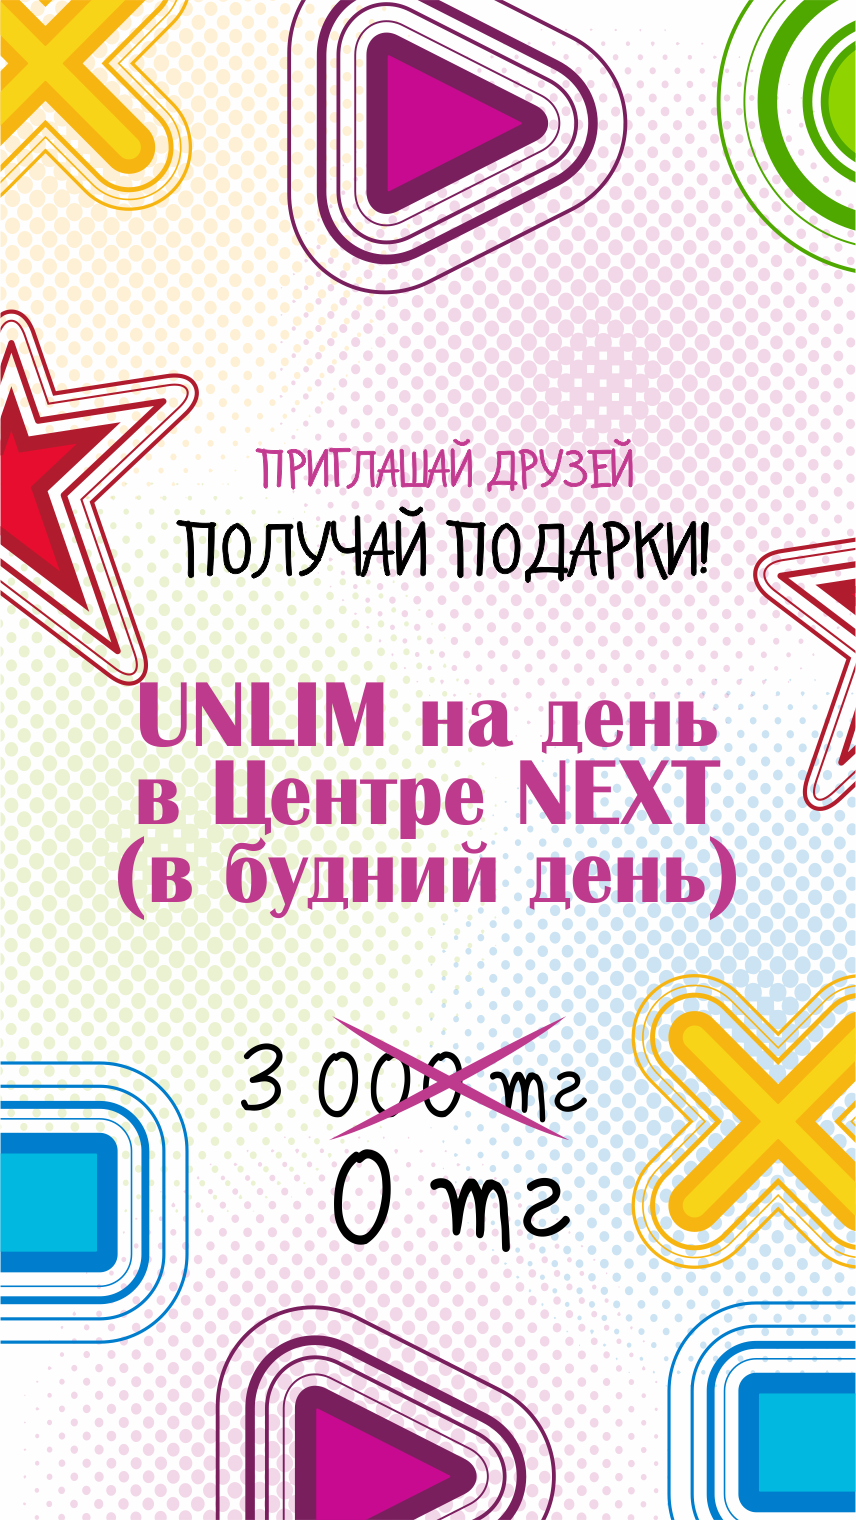 ПРИГЛАШАЙ ДРУЗЕЙ
ПОЛУЧАЙ ПОДАРКИ!
UNLIM на день
в Центре NEXT
(в будний день)
3 000 тг
0 тг